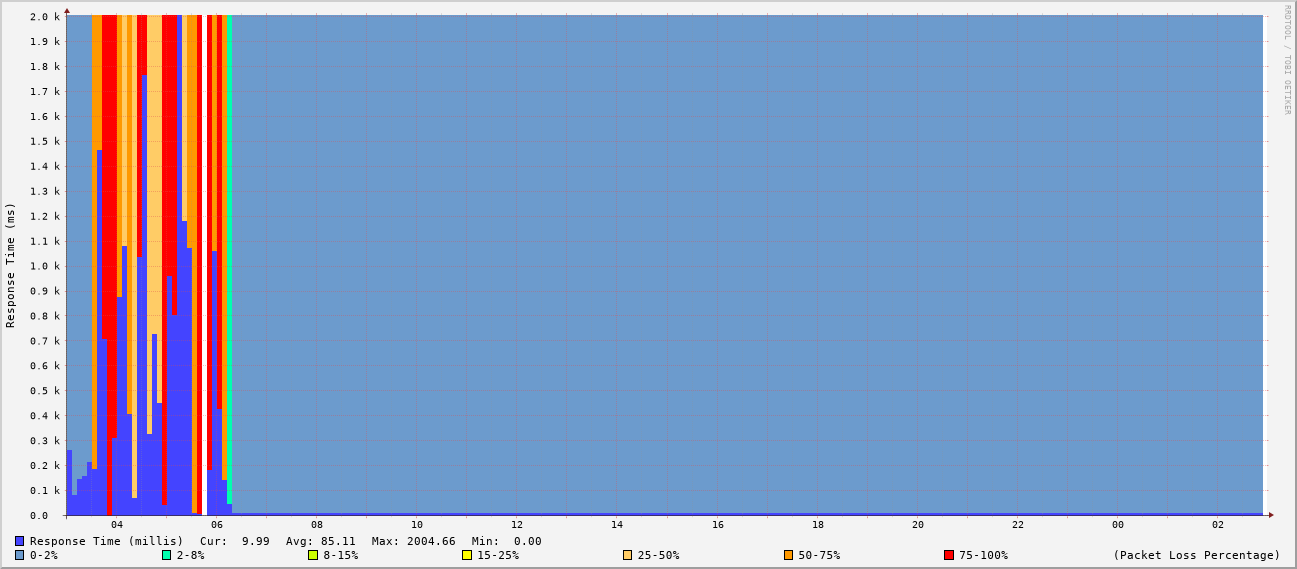 RRDTOOL / TOBI OETIKER
Response Time (ms)
2.0 k
1.9 k
1.8 k
1.7 k
1.6 k
1.5 k
1.4 k
1.3 k
1.2 k
1.1 k
1.0 k
0.9 k
0.8 k
0.7 k
0.6 k
0.5 k
0.4 k
0.3 k
0.2 k
0.1 k
0.0
04 06 08 10 12 14 16 18 20 22 00 02
Response Time (millis) Cur: 9.99 Avg: 85.11 Max: 2004.66 Min: 0.00
0-2% 2-8% 8-15% 15-25% 25-50% 50-75% 75-100% (Packet Loss Percentage)